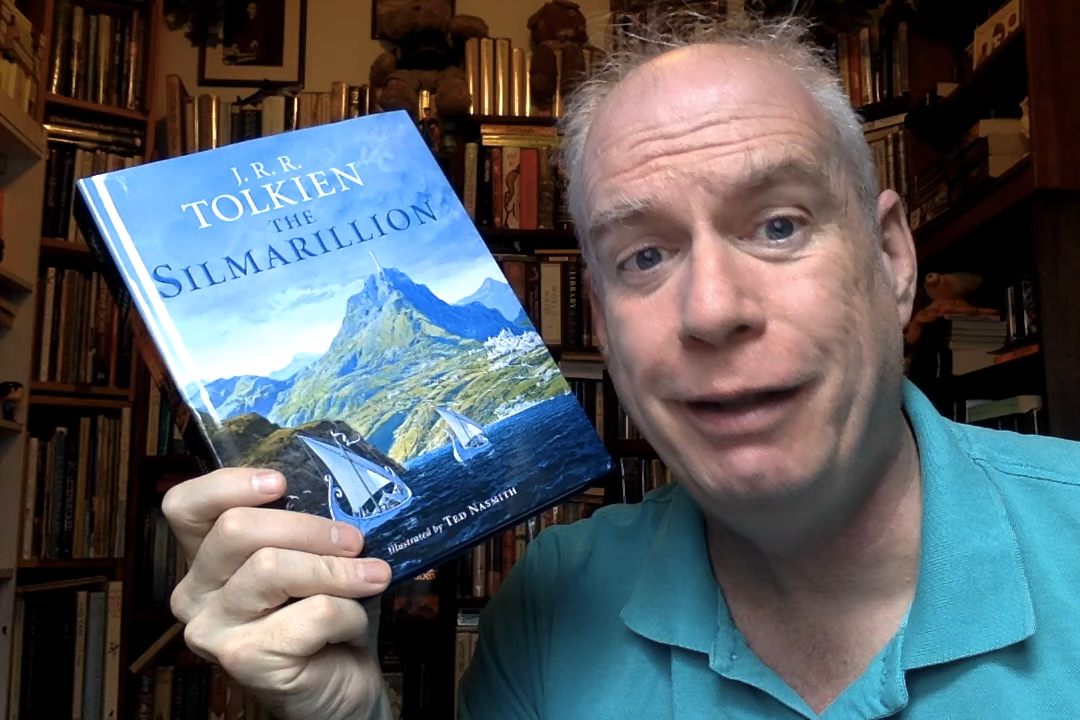 J. R. R.
TOLKIEN
THE
SILMARILLION
Illustrated by TED NASMITH